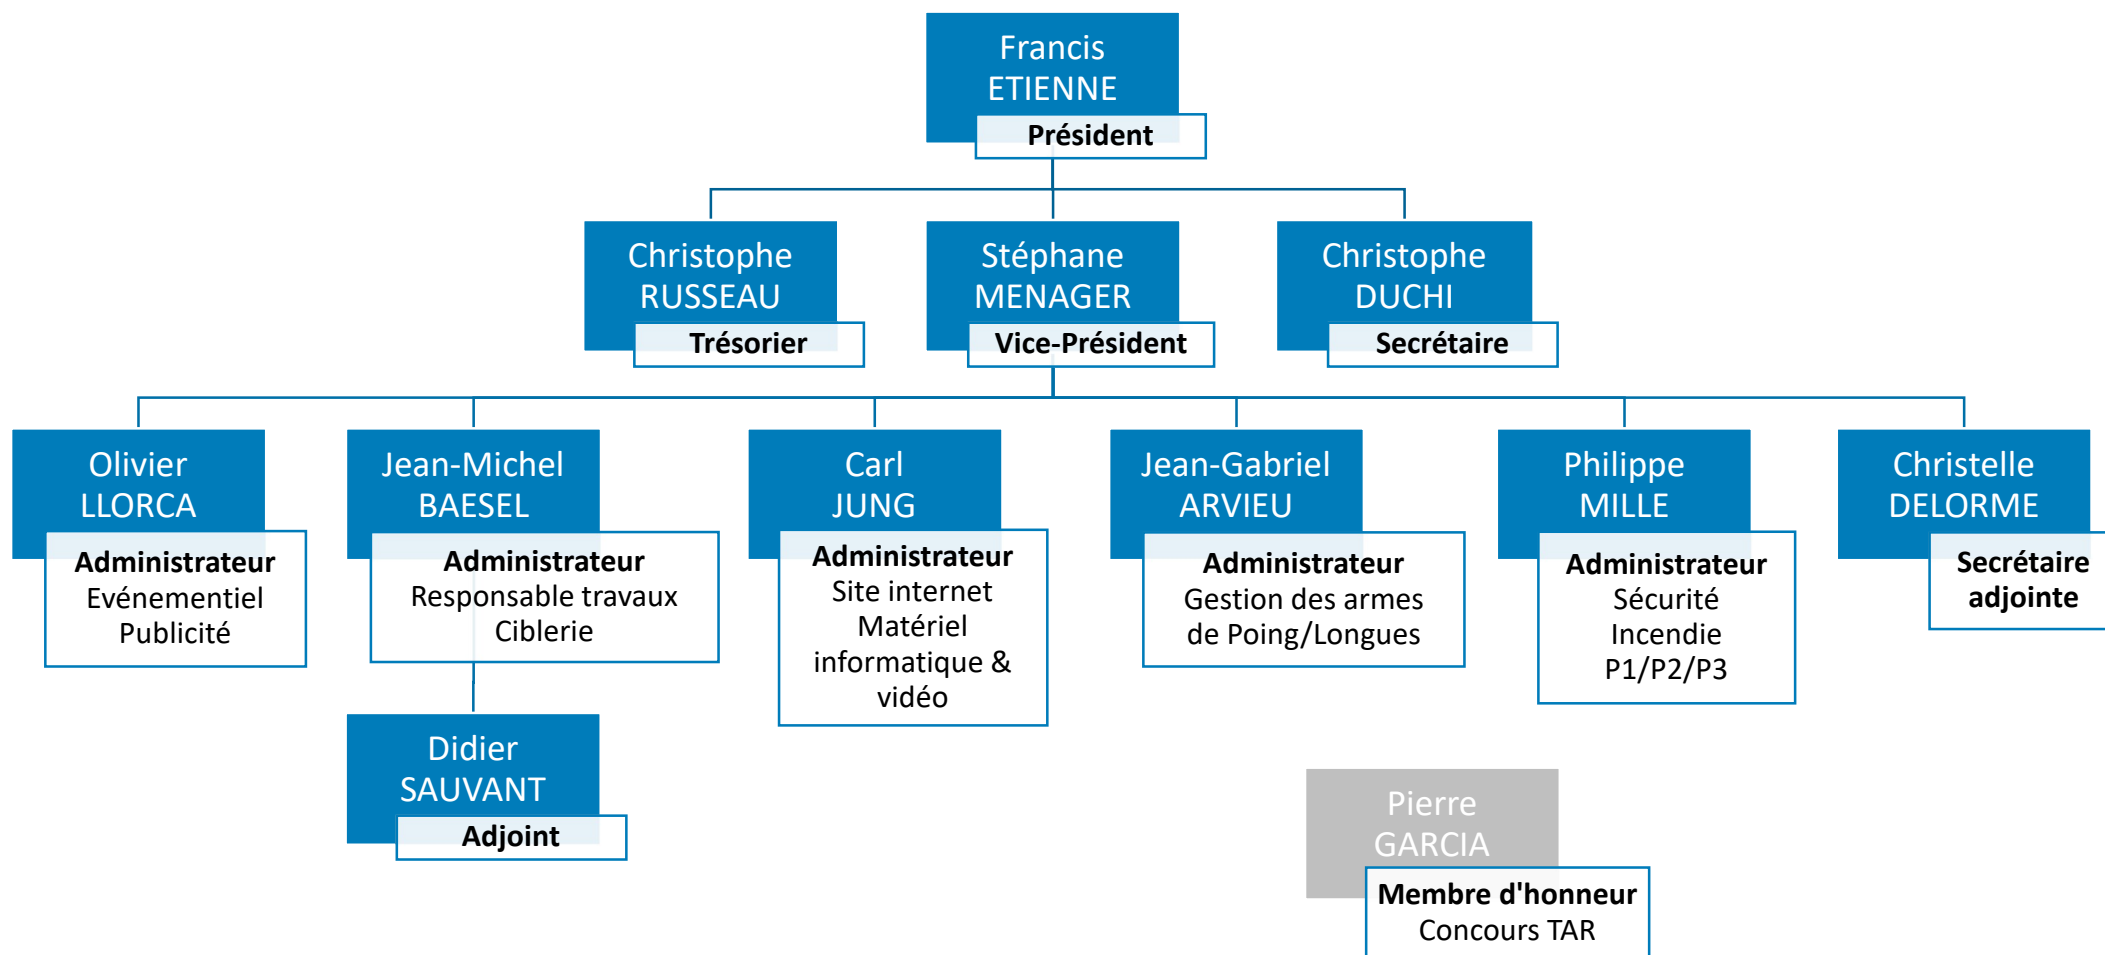 Francis
ETIENNE
Président
Christophe
RUSSEAU
Trésorier
Stéphane
MENAGER
Vice-Président
Christophe
DUCHI
Secrétaire
Olivier
LLORCA
Administrateur
Evénementiel
Publicité
Jean-Michel
BAESEL
Administrateur
Responsable travaux
Ciblerie
Carl
JUNG
Administrateur
Site internet
Matériel
informatique &
vidéo
Jean-Gabriel
ARVIEU
Administrateur
Gestion des armes
de Poing/Longues
Philippe
MILLE
Administrateur
Sécurité
Incendie
P1/P2/P3
Christelle
DELORME
Secrétaire
adjointe
Didier
SAUVANT
Adjoint
Pierre
GARCIA
Membre d'honneur
Concours TAR